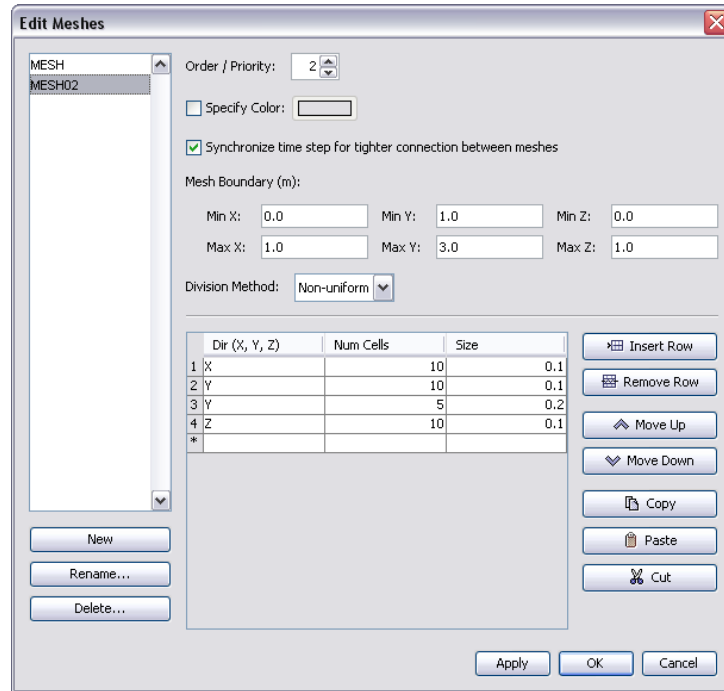 Edit Meshes
MESH
MESH02
Order / Priority: 2
Specify Color:
Synchronize time step for tighter connection between meshes
Mesh Boundary (m):
Min X: 0.0 Min Y: 1.0 Min Z: 0.0
Max X: 1.0 Max Y: 3.0 Max Z: 1.0
Division Method: Non-uniform
Dir (X, Y, Z) Num Cells Size
1 X 10 0.1
2 Y 10 0.1
3 Y 5 0.2
4 Z 10 0.1
*
Insert Row
Remove Row
Move Up
Move Down
Copy
Paste
Cut
New
Rename...
Delete...
Apply OK Cancel